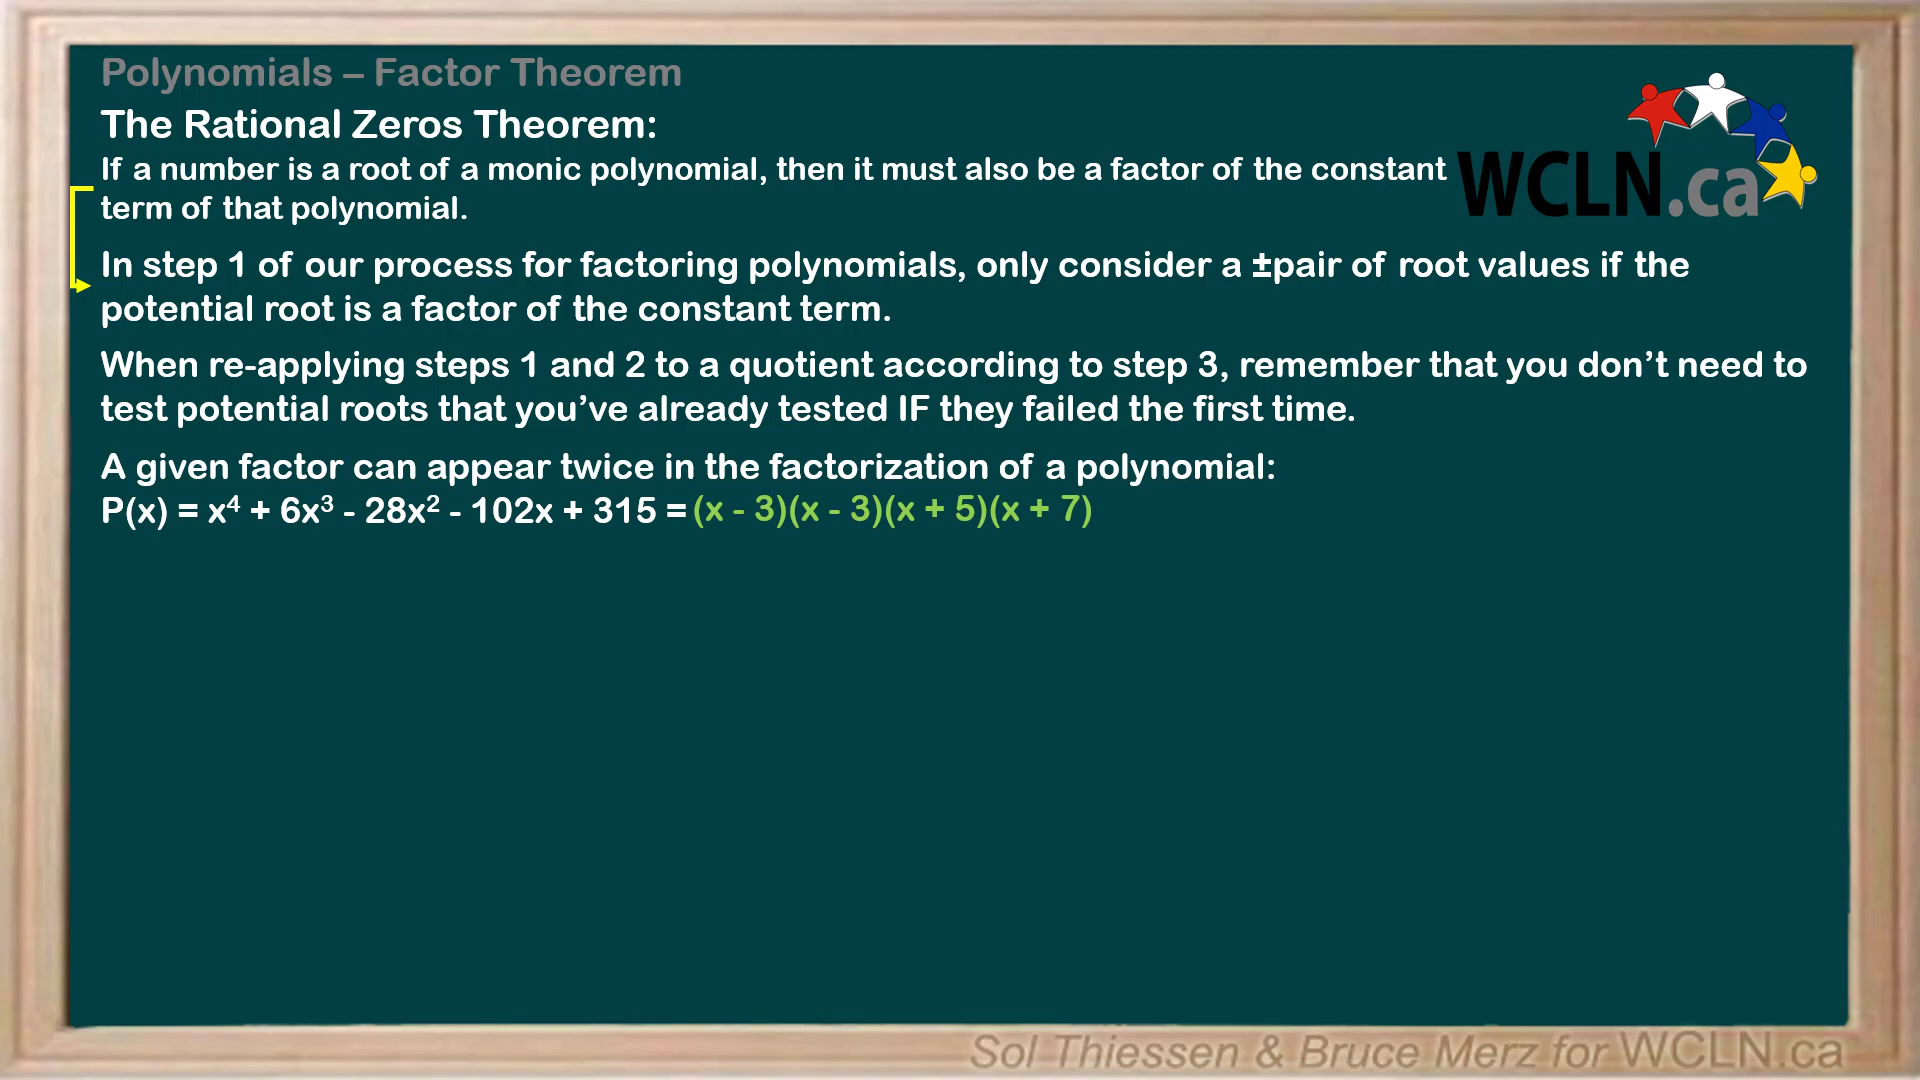 Polynomials – Factor Theorem
The Rational Zeros Theorem:
If a number is a root of a monic polynomial, then it must also be a factor of the constant
term of that polynomial.
WCLN.ca
In step 1 of our process for factoring polynomials, only consider a ±pair of root values if the
potential root is a factor of the constant term.
When re-applying steps 1 and 2 to a quotient according to step 3, remember that you don’t need to
test potential roots that you’ve already tested IF they failed the first time.
A given factor can appear twice in the factorization of a polynomial:
P(x) = x⁴ + 6x³ - 28x² - 102x + 315 = (x - 3)(x - 3)(x + 5)(x + 7)
Sol Thiessen & Bruce Merz for WCLN.ca